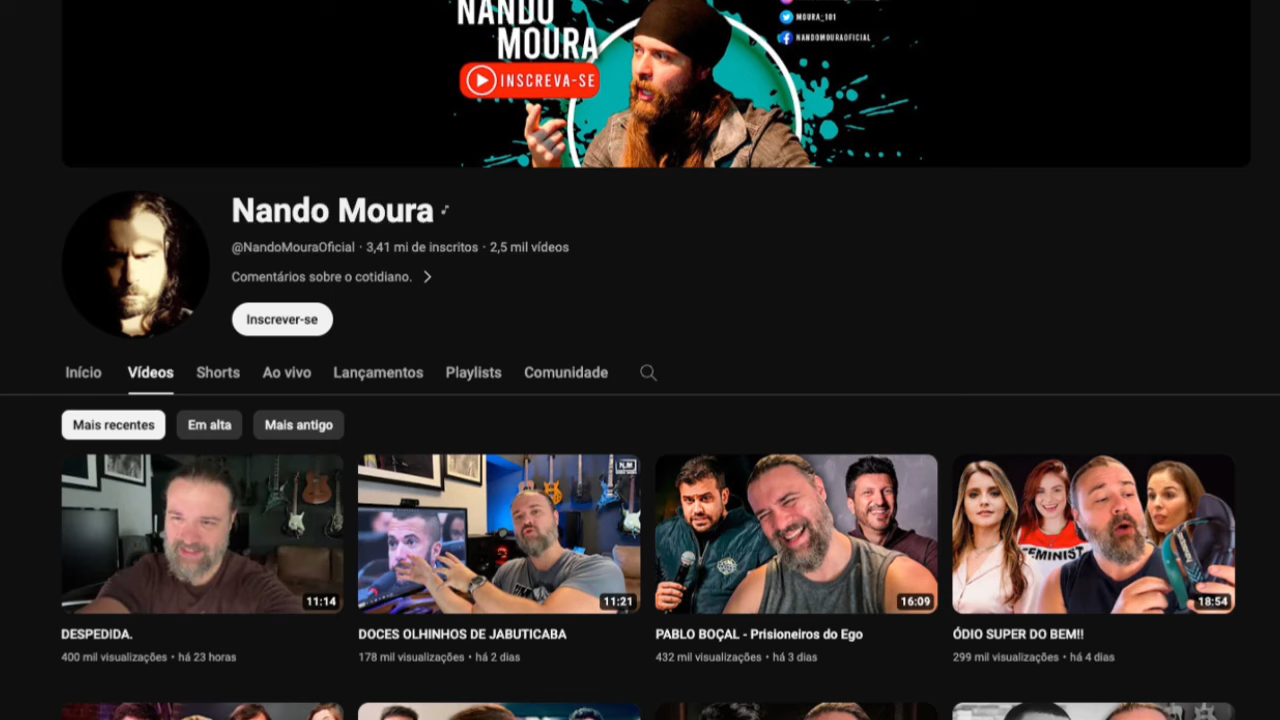 NANDO
MOURA
INSCREVA-SE
MOURA_101
NANDOMOURAOFICIAL
Nando Moura
@NandoMouraOficial · 3,41 mi de inscritos · 2,5 mil vídeos
Comentários sobre o cotidiano.
Inscrever-se
Início Vídeos Shorts Ao vivo Lançamentos Playlists Comunidade
Mais recentes Em alta Mais antigo
FEMINIST
11:14 11:21 16:09 18:54
DESPEDIDA. DOCES OLHINHOS DE JABUTICABA PABLO BOÇAL - Prisioneiros do Ego ÓDIO SUPER DO BEM!!
400 mil visualizações • há 23 horas 178 mil visualizações • há 2 dias 432 mil visualizações • há 3 dias 299 mil visualizações • há 4 dias